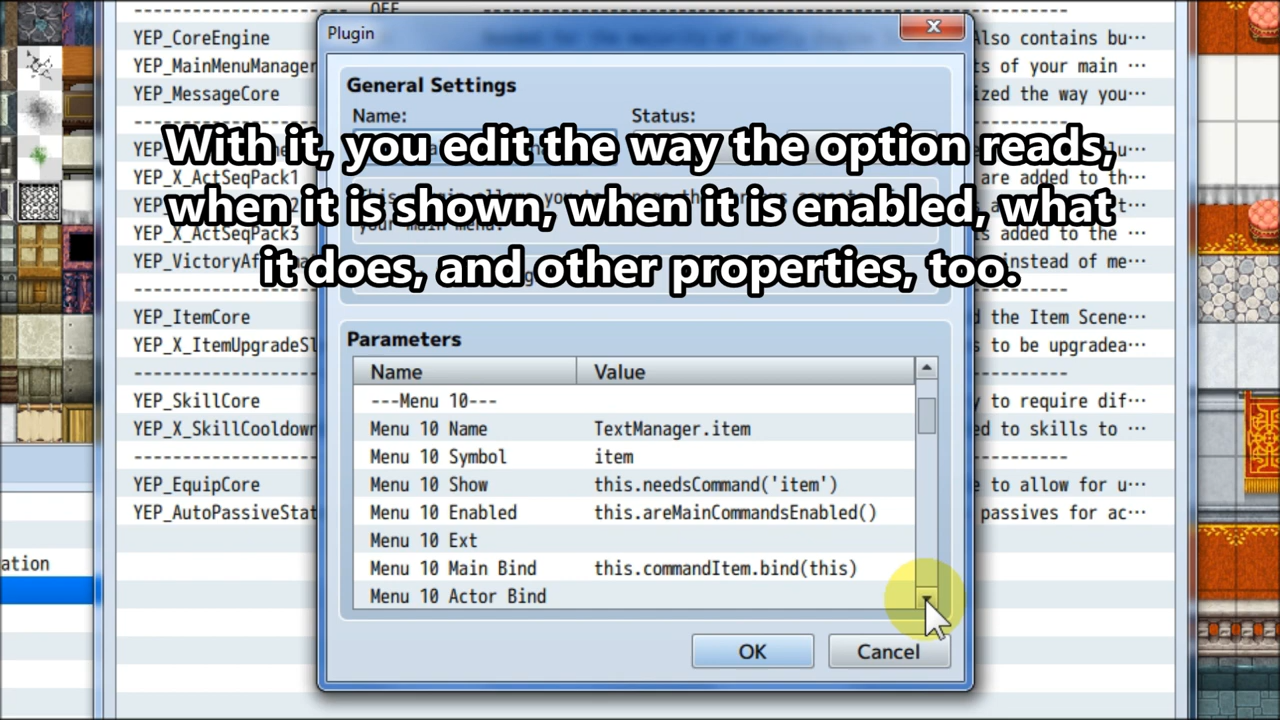 OFF
YEP_CoreEngine
Also contains bu···
YEP_MainMenuManager
s of your main ···
YEP_MessageCore
ized the way you···
Plugin
General Settings
Name:
Status:
With it, you edit the way the option reads,
when it is shown, when it is enabled, what
it does, and other properties, too.
YEP_X_ActSeqPack1
are added to th···
YEP_X_ActSeqPack2
YEP_X_ActSeqPack3
s added to the ···
instead of me···
YEP_ItemCore
d the Item Scene···
YEP_X_ItemUpgradeSl
s to be upgradea···
YEP_SkillCore
y to require dif···
YEP_X_SkillCooldown
ed to skills to ···
YEP_EquipCore
e to allow for u···
YEP_AutoPassiveStat
passives for ac···
ation
Parameters
Name Value
---Menu 10---
Menu 10 Name TextManager.item
Menu 10 Symbol item
Menu 10 Show this.needsCommand('item')
Menu 10 Enabled this.areMainCommandsEnabled()
Menu 10 Ext
Menu 10 Main Bind this.commandItem.bind(this)
Menu 10 Actor Bind
OK Cancel